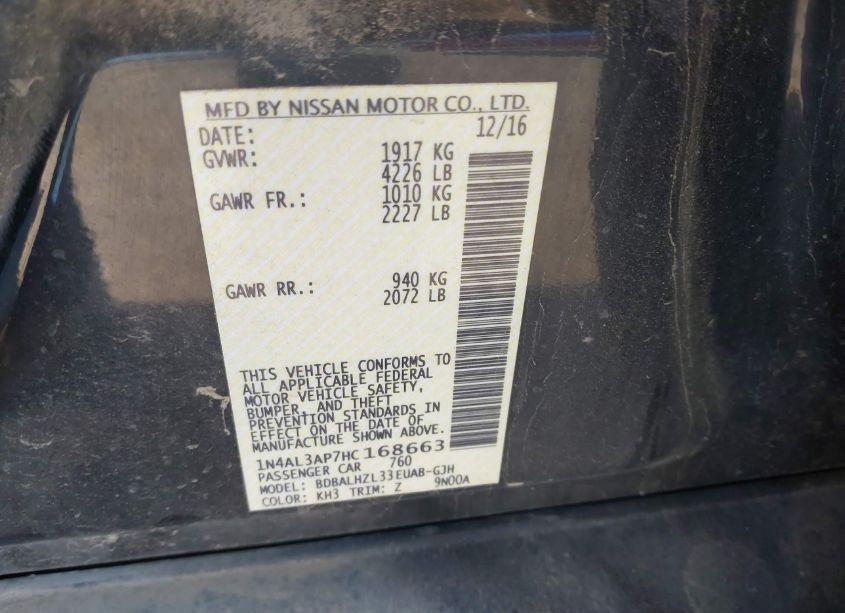 MFD BY NISSAN MOTOR CO., LTD.
DATE: 12/16
GVWR: 1917 KG
4226 LB
GAWR FR.: 1010 KG
2227 LB
GAWR RR.: 940 KG
2072 LB
THIS VEHICLE CONFORMS TO
ALL APPLICABLE FEDERAL
MOTOR VEHICLE SAFETY,
BUMPER, AND THEFT
PREVENTION STANDARDS IN
EFFECT ON THE DATE OF
MANUFACTURE SHOWN ABOVE.
1N4AL3AP7HC168663
PASSENGER CAR 760
MODEL: BDBALHZL33EUAB-GJH
COLOR: KH3 TRIM: Z 9N00A